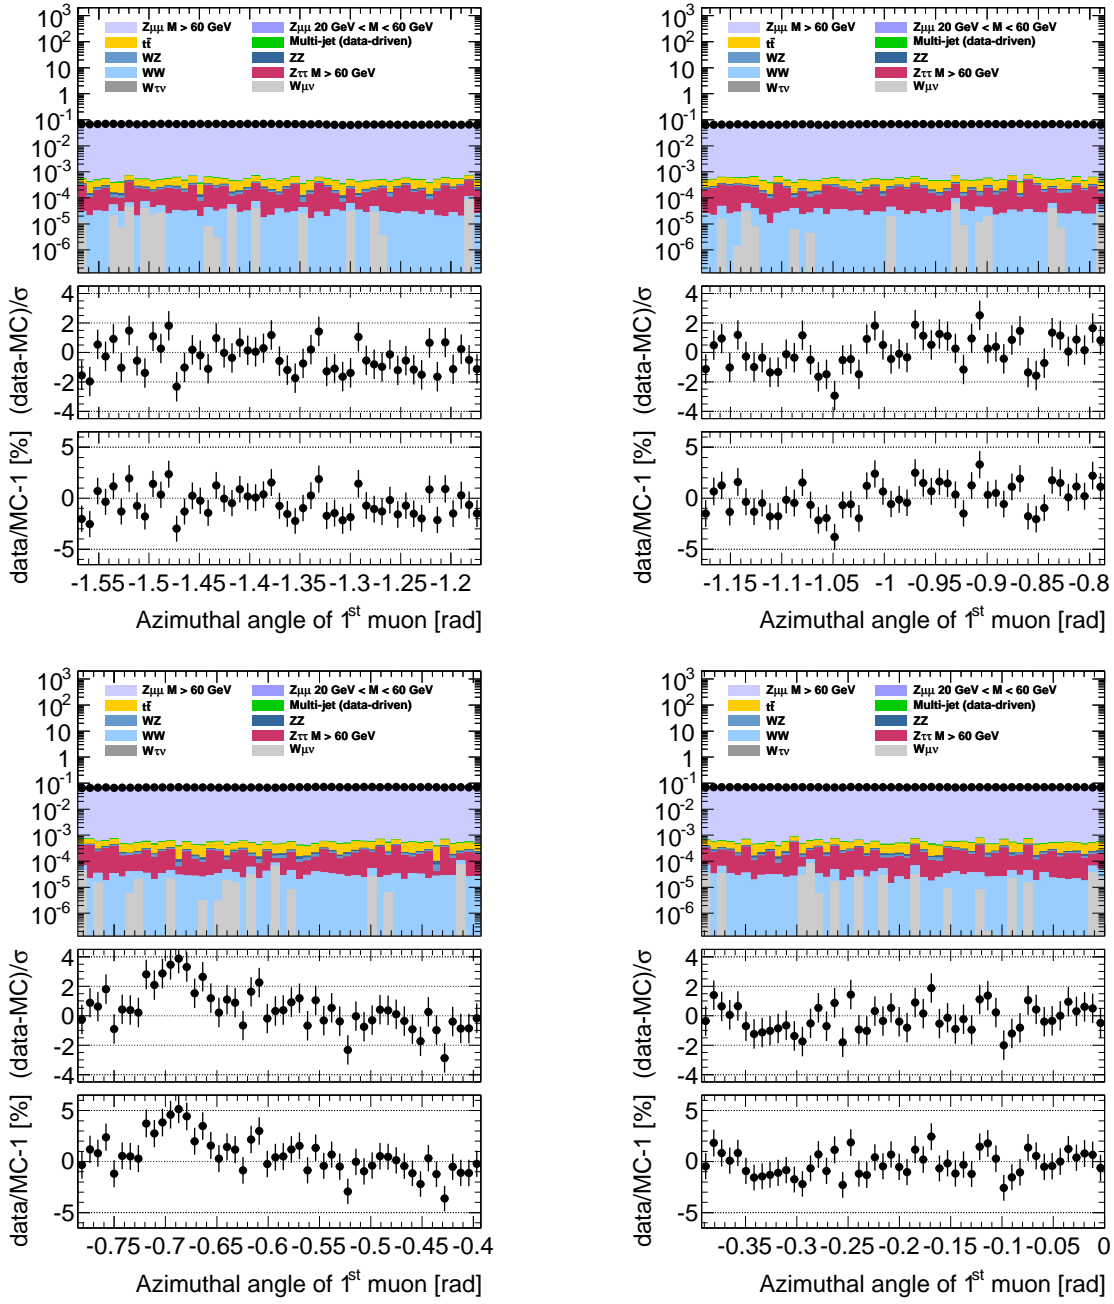 10³
Zμμ M > 60 GeV Zμμ 20 GeV < M < 60 GeV
10² tt̄ Multi-jet (data-driven)
10 WZ ZZ
WW Zττ M > 60 GeV
1 Wτν Wμν
10⁻¹
10⁻²
10⁻³
10⁻⁴
10⁻⁵
10⁻⁶
(data-MC)/σ
4
2
0
-2
-4
data/MC-1 [%]
5
0
-5
-1.55 -1.5 -1.45 -1.4 -1.35 -1.3 -1.25 -1.2
Azimuthal angle of 1ˢᵗ muon [rad]
10³
Zμμ M > 60 GeV Zμμ 20 GeV < M < 60 GeV
10² tt̄ Multi-jet (data-driven)
10 WZ ZZ
WW Zττ M > 60 GeV
1 Wτν Wμν
10⁻¹
10⁻²
10⁻³
10⁻⁴
10⁻⁵
10⁻⁶
(data-MC)/σ
4
2
0
-2
-4
data/MC-1 [%]
5
0
-5
-1.15 -1.1 -1.05 -1 -0.95 -0.9 -0.85 -0.8
Azimuthal angle of 1ˢᵗ muon [rad]
10³
Zμμ M > 60 GeV Zμμ 20 GeV < M < 60 GeV
10² tt̄ Multi-jet (data-driven)
10 WZ ZZ
WW Zττ M > 60 GeV
1 Wτν Wμν
10⁻¹
10⁻²
10⁻³
10⁻⁴
10⁻⁵
10⁻⁶
(data-MC)/σ
4
2
0
-2
-4
data/MC-1 [%]
5
0
-5
-0.75 -0.7 -0.65 -0.6 -0.55 -0.5 -0.45 -0.4
Azimuthal angle of 1ˢᵗ muon [rad]
10³
Zμμ M > 60 GeV Zμμ 20 GeV < M < 60 GeV
10² tt̄ Multi-jet (data-driven)
10 WZ ZZ
WW Zττ M > 60 GeV
1 Wτν Wμν
10⁻¹
10⁻²
10⁻³
10⁻⁴
10⁻⁵
10⁻⁶
(data-MC)/σ
4
2
0
-2
-4
data/MC-1 [%]
5
0
-5
-0.35 -0.3 -0.25 -0.2 -0.15 -0.1 -0.05 0
Azimuthal angle of 1ˢᵗ muon [rad]